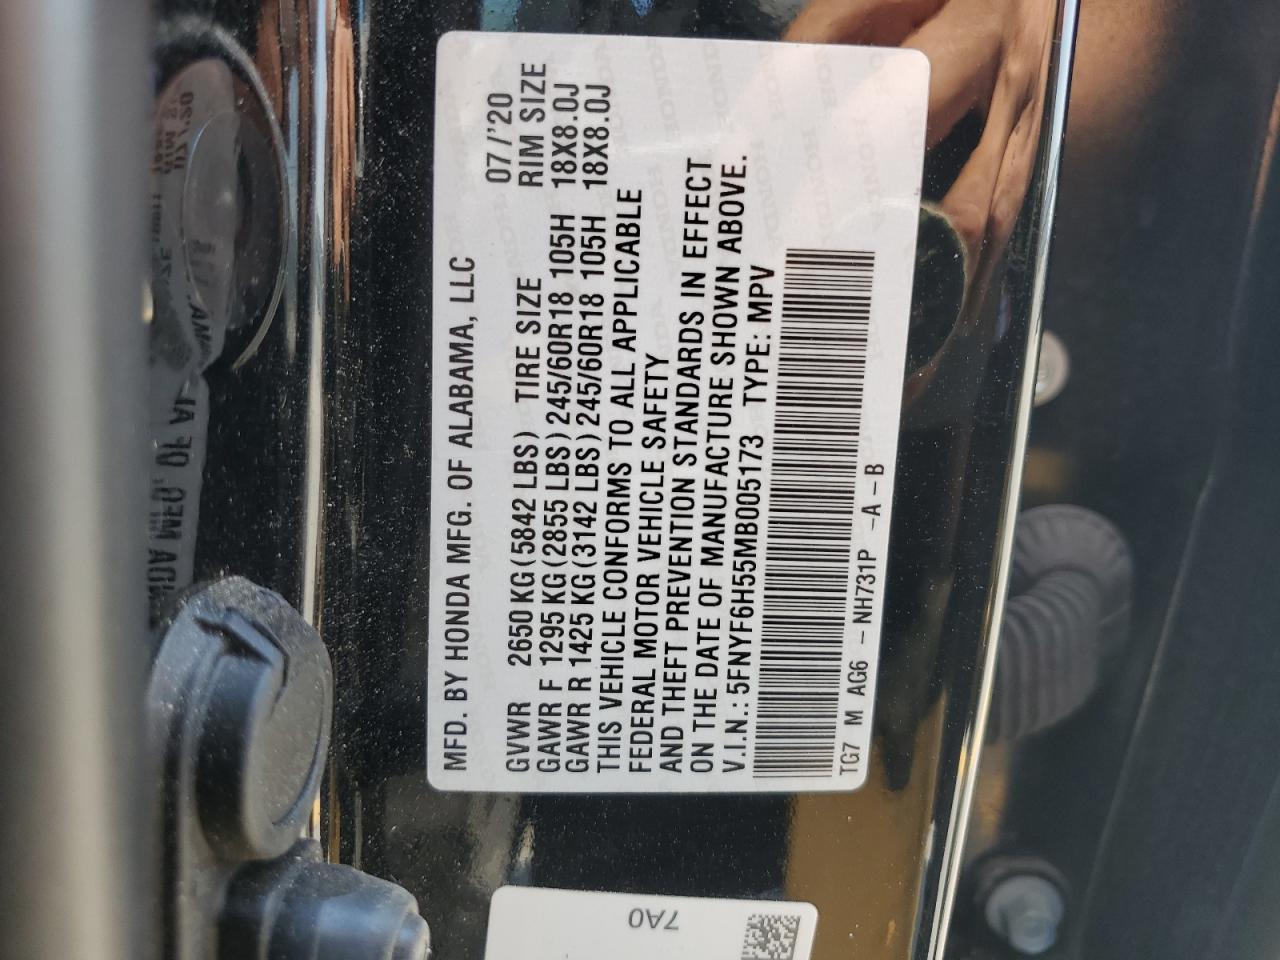 MFD. BY HONDA MFG. OF ALABAMA, LLC
07/'20
GVWR 2650 KG(5842 LBS) TIRE SIZE RIM SIZE
GAWR F 1295 KG(2855 LBS)245/60R18 105H 18X8.0J
GAWR R 1425 KG(3142 LBS)245/60R18 105H 18X8.0J
THIS VEHICLE CONFORMS TO ALL APPLICABLE
FEDERAL MOTOR VEHICLE SAFETY
AND THEFT PREVENTION STANDARDS IN EFFECT
ON THE DATE OF MANUFACTURE SHOWN ABOVE.
V.I.N.: 5FNYF6H55MB005173 TYPE: MPV
TG7 M AG6 -NH731P -A-B
7A0